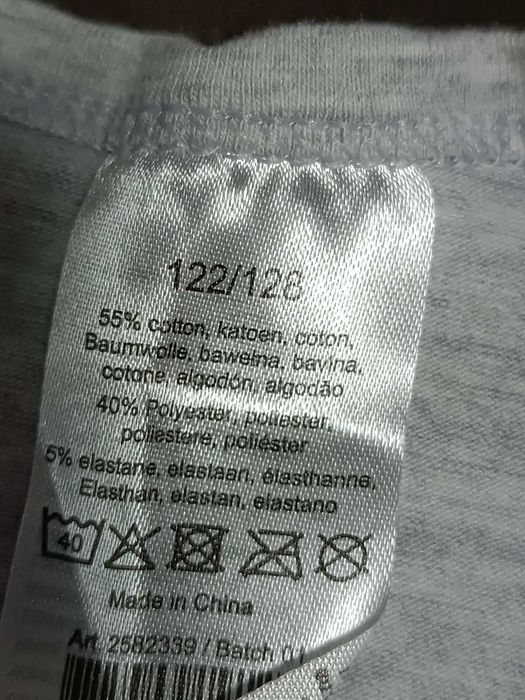 122/128
55% cotton, katoen, coton,
Baumwolle, bawełna, bavlna,
cotone, algodón, algodão
40% Polyester, poliester,
poliestere, poliéster
5% elastane, elastaan, élasthanne,
Elasthan, elastan, elastano
40
Made in China
Art. 2582339 / Batch